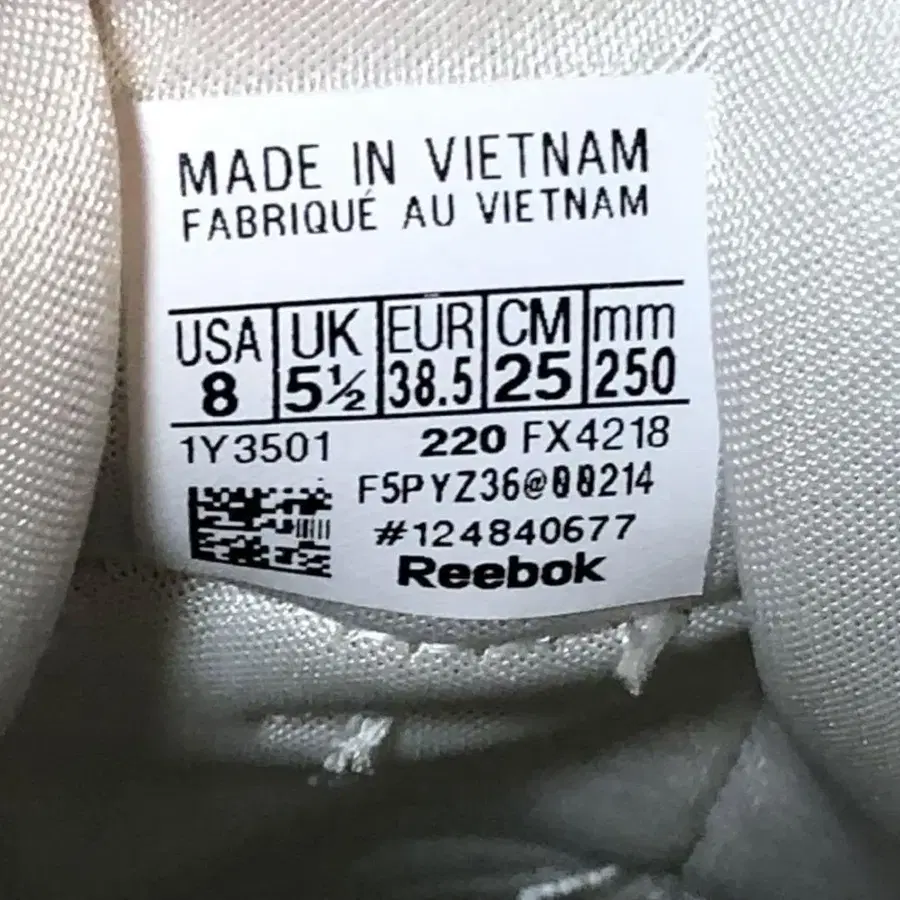 MADE IN VIETNAM
FABRIQUÉ AU VIETNAM
USA UK EUR CM mm
8 5½ 38.5 25 250
1Y3501 220 FX4218
F5PYZ36@00214
#124840677
Reebok